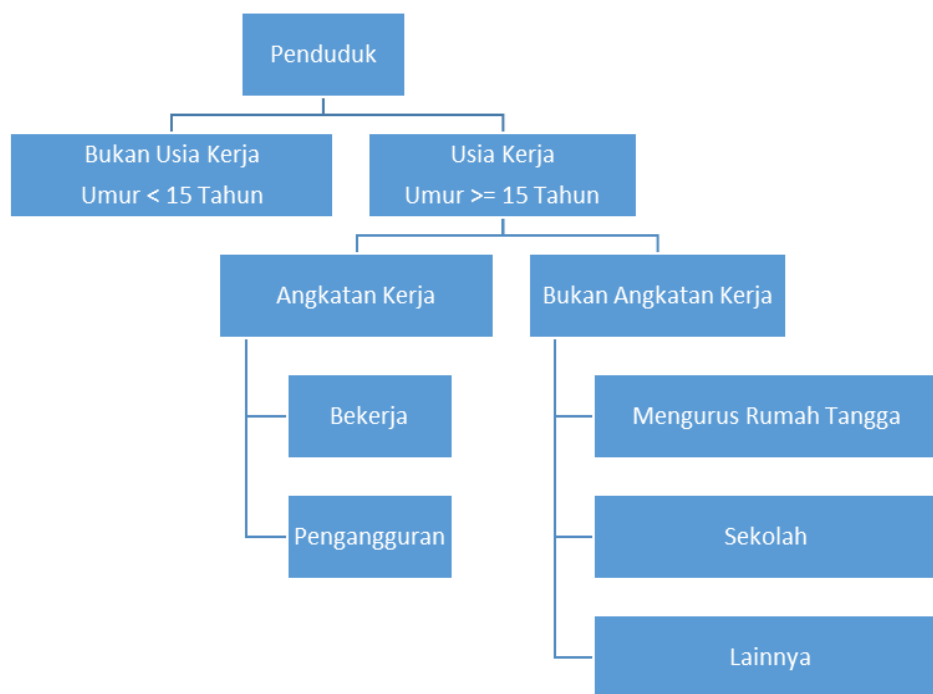 Penduduk
Bukan Usia Kerja
Umur < 15 Tahun
Usia Kerja
Umur >= 15 Tahun
Angkatan Kerja
Bukan Angkatan Kerja
Bekerja
Mengurus Rumah Tangga
Pengangguran
Sekolah
Lainnya